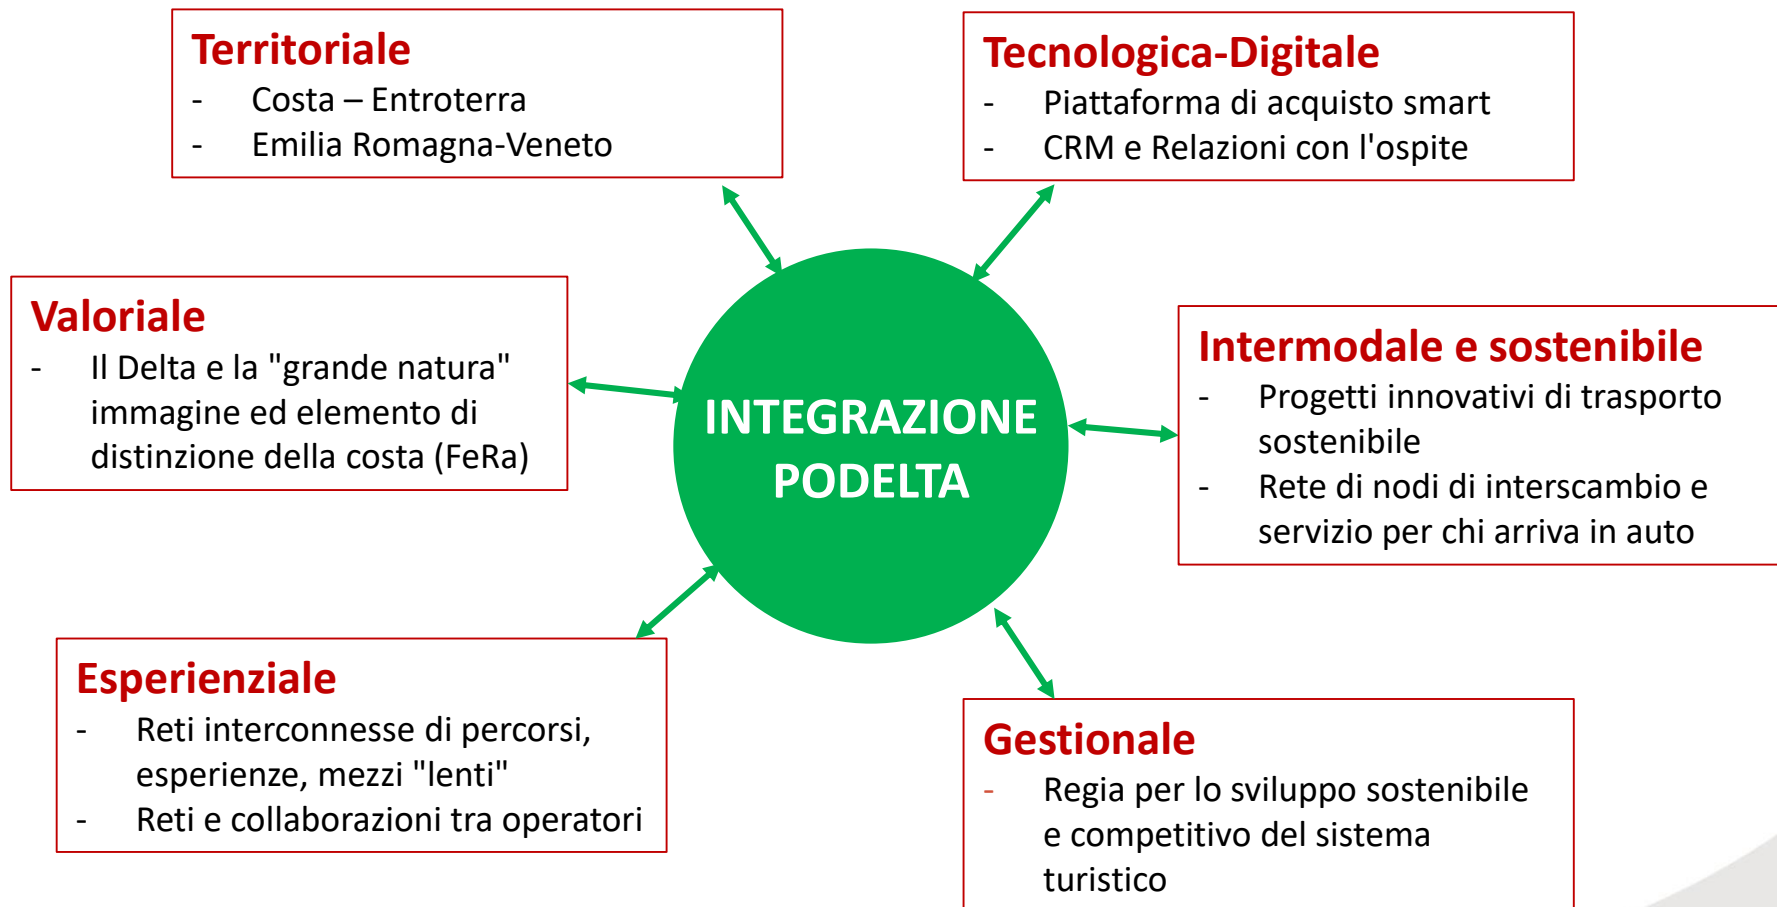 Territoriale
- Costa – Entroterra
- Emilia Romagna-Veneto
Tecnologica-Digitale
- Piattaforma di acquisto smart
- CRM e Relazioni con l'ospite
Valoriale
- Il Delta e la "grande natura"
immagine ed elemento di
distinzione della costa (FeRa)
INTEGRAZIONE
PODELTA
Intermodale e sostenibile
- Progetti innovativi di trasporto
sostenibile
- Rete di nodi di interscambio e
servizio per chi arriva in auto
Esperienziale
- Reti interconnesse di percorsi,
esperienze, mezzi "lenti"
- Reti e collaborazioni tra operatori
Gestionale
- Regia per lo sviluppo sostenibile
e competitivo del sistema
turistico